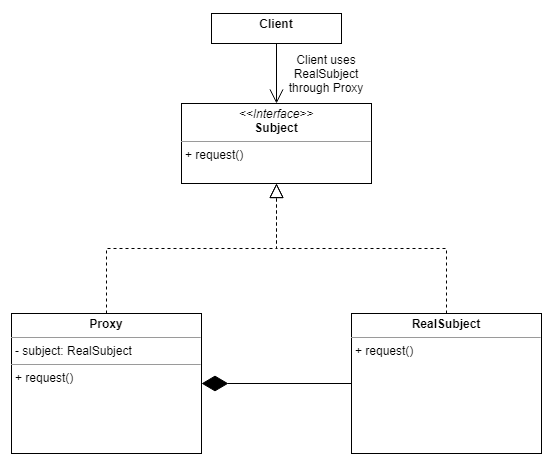 Client
Client uses
RealSubject
through Proxy
<<Interface>>
Subject
+ request()
Proxy
- subject: RealSubject
+ request()
RealSubject
+ request()